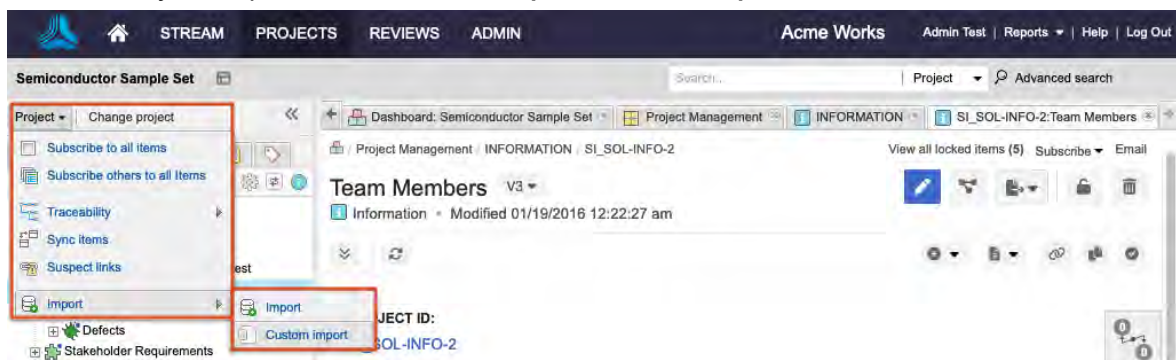 STREAM PROJECTS REVIEWS ADMIN Acme Works Admin Test | Reports | Help | Log Out
Semiconductor Sample Set Search... Project Advanced search
Project Change project Dashboard: Semiconductor Sample Set Project Management INFORMATION SI_SOL-INFO-2:Team Members
Subscribe to all items
Project Management / INFORMATION / SI_SOL-INFO-2 View all locked items (5) Subscribe Email
Subscribe others to all items
Team Members V3
Traceability
Information • Modified 01/19/2016 12:22:27 am
Sync items
Suspect links est
Import Import
JECT ID:
Defects Custom import SOL-INFO-2
Stakeholder Requirements
0
0